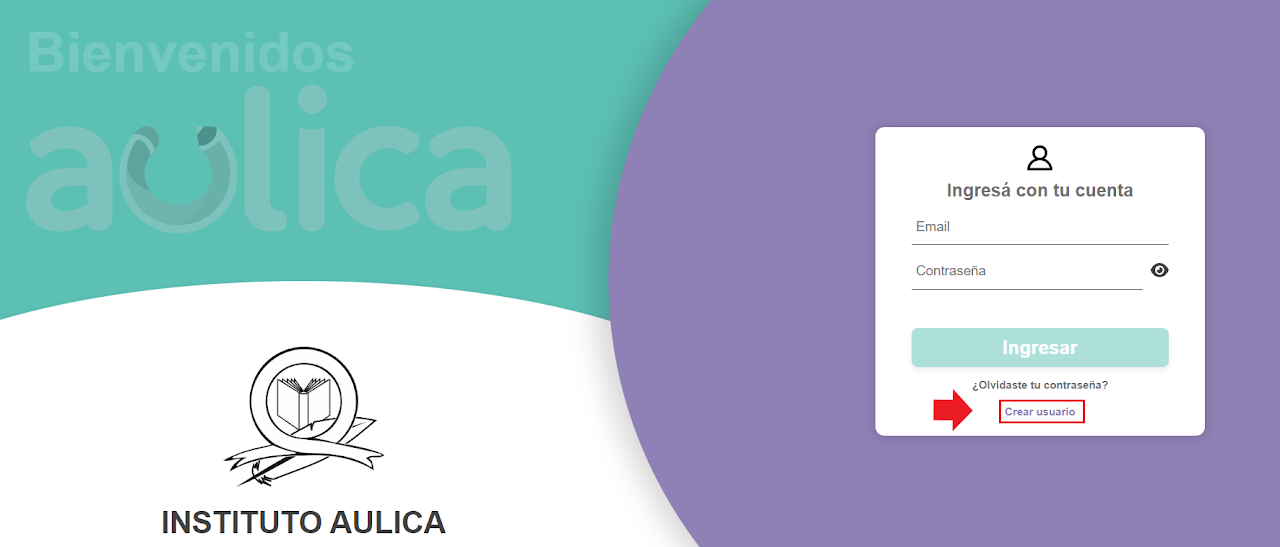 Bienvenidos
aulica
INSTITUTO AULICA
Ingresá con tu cuenta
Email
Contraseña
Ingresar
¿Olvidaste tu contraseña?
Crear usuario